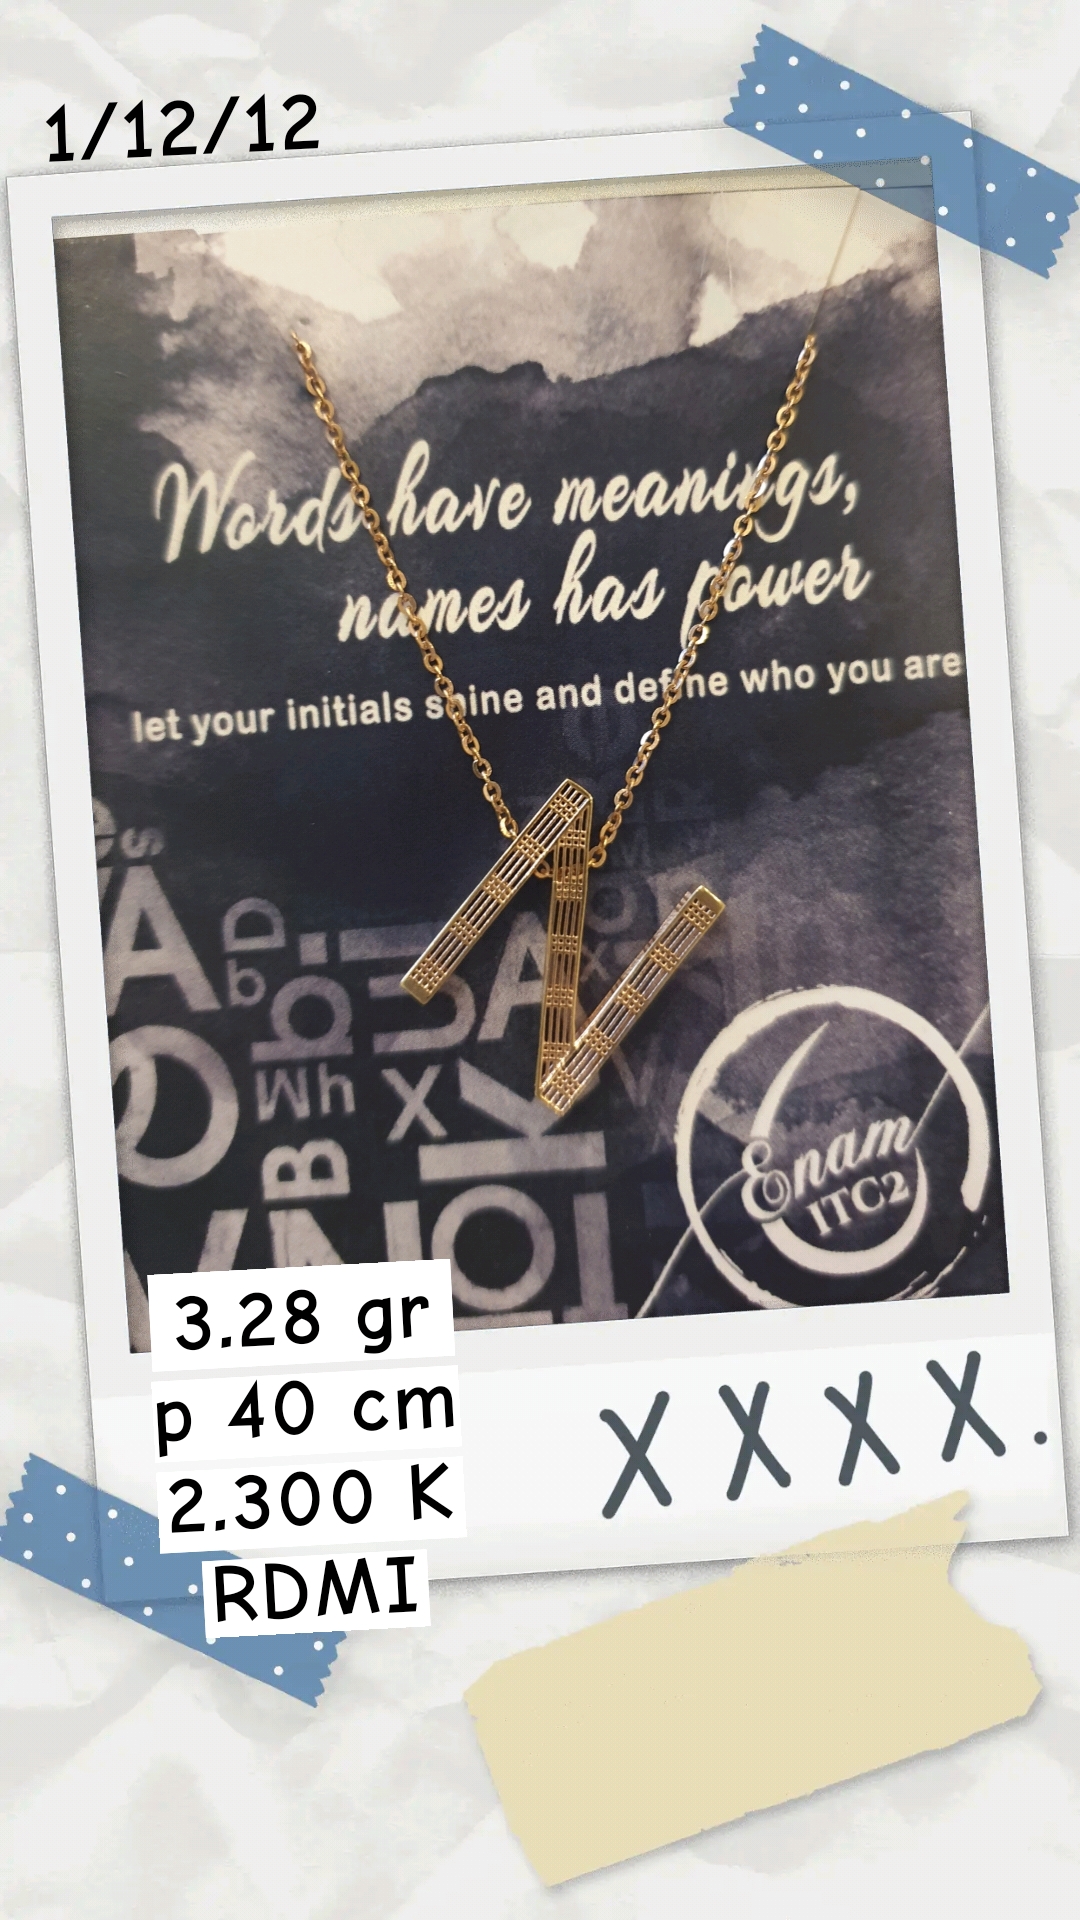 1/12/12
Words have meanings,
names has power
let your initials shine and define who you are
Enam
ITC2
3.28 gr
p 40 cm
2.300 K
RDMI
X X X X.